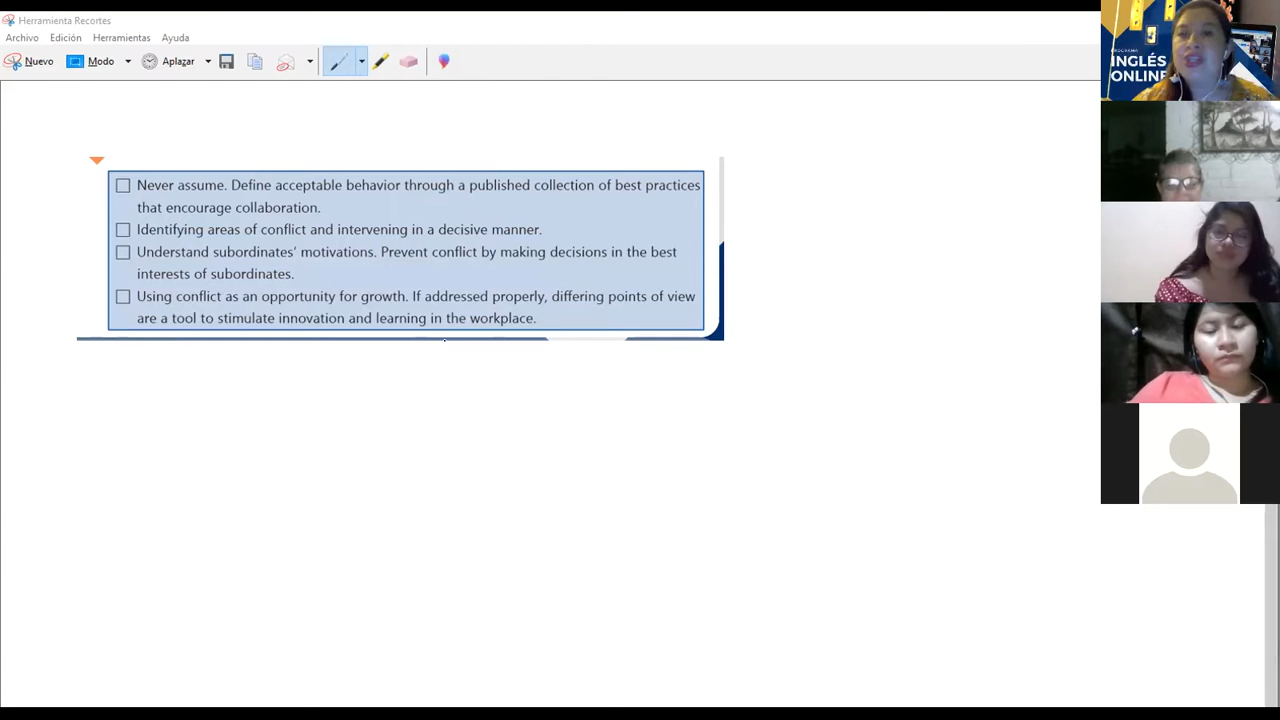 Herramienta Recortes
Archivo Edición Herramientas Ayuda
Nuevo Modo Aplazar
Never assume. Define acceptable behavior through a published collection of best practices
that encourage collaboration.
Identifying areas of conflict and intervening in a decisive manner.
Understand subordinates’ motivations. Prevent conflict by making decisions in the best
interests of subordinates.
Using conflict as an opportunity for growth. If addressed properly, differing points of view
are a tool to stimulate innovation and learning in the workplace.
PROGRAMA
INGLÉS
ONLINE